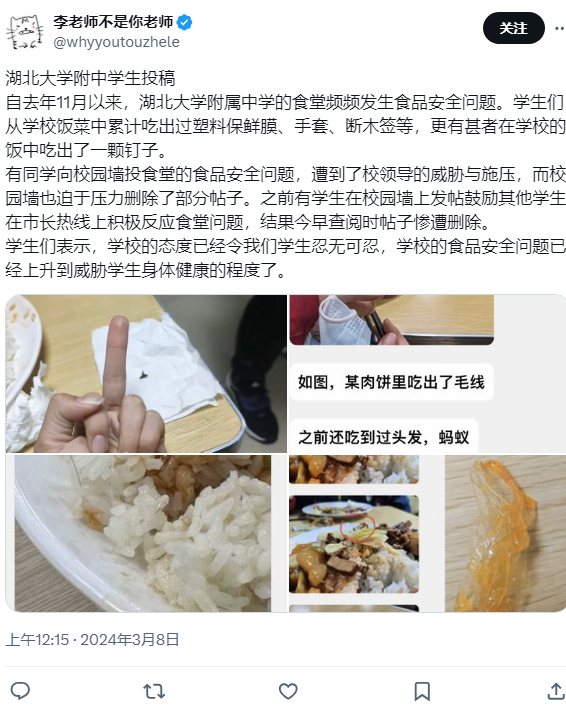 李老师不是你老师
@whyyoutouzhele
关注
湖北大学附中学生投稿
自去年11月以来，湖北大学附属中学的食堂频频发生食品安全问题。学生们
从学校饭菜中累计吃出过塑料保鲜膜、手套、断木签等，更有甚者在学校的
饭中吃出了一颗钉子。
有同学向校园墙投食堂的食品安全问题，遭到了校领导的威胁与施压，而校
园墙也迫于压力删除了部分帖子。之前有学生在校园墙上发帖鼓励其他学生
在市长热线上积极反应食堂问题，结果今早查阅时帖子惨遭删除。
学生们表示，学校的态度已经令我们学生忍无可忍，学校的食品安全问题已
经上升到威胁学生身体健康的程度了。
如图，某肉饼里吃出了毛线
之前还吃到过头发，蚂蚁
上午12:15 · 2024年3月8日